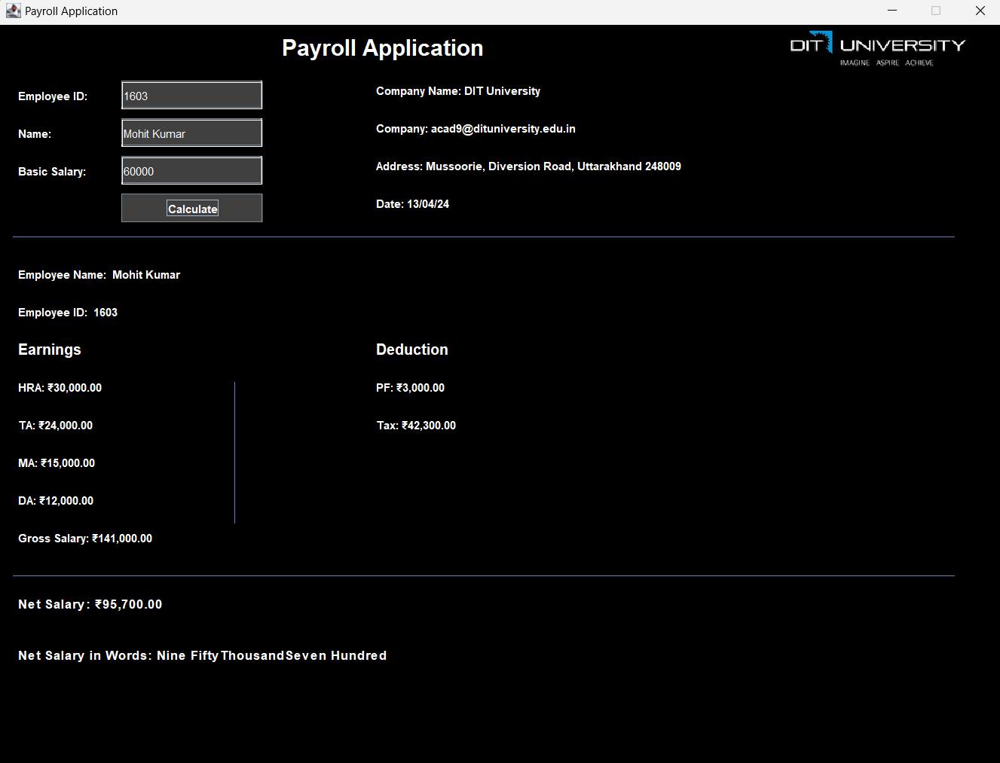 Payroll Application
Payroll Application
DIT UNIVERSITY
IMAGINE ASPIRE ACHIEVE
Employee ID: 1603
Company Name: DIT University
Name: Mohit Kumar
Company: acad9@dituniversity.edu.in
Basic Salary: 60000
Address: Mussoorie, Diversion Road, Uttarakhand 248009
Calculate
Date: 13/04/24
Employee Name: Mohit Kumar
Employee ID: 1603
Earnings
HRA: ₹30,000.00
TA: ₹24,000.00
MA: ₹15,000.00
DA: ₹12,000.00
Gross Salary: ₹141,000.00
Deduction
PF: ₹3,000.00
Tax: ₹42,300.00
Net Salary: ₹95,700.00
Net Salary in Words: Nine Fifty ThousandSeven Hundred